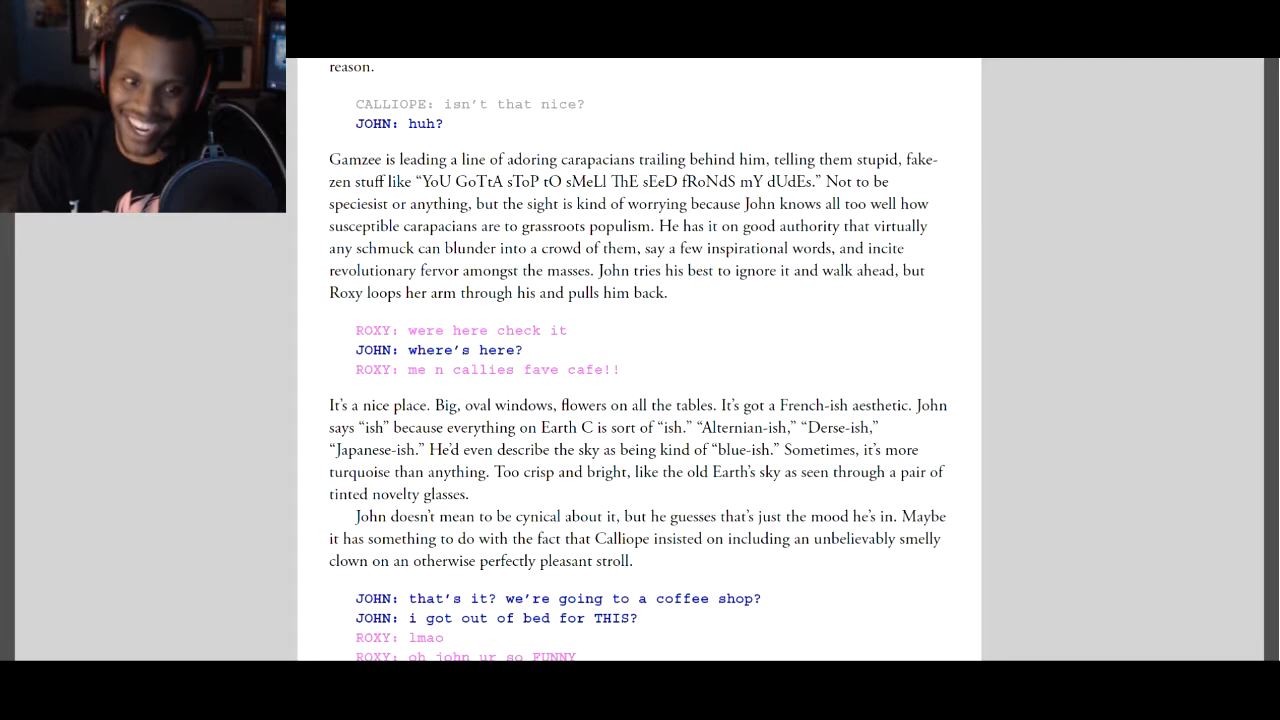 reason.
CALLIOPE: isn't that nice?
JOHN: huh?
Gamzee is leading a line of adoring carapacians trailing behind him, telling them stupid, fake-
zen stuff like “YoU GoTtA sToP tO sMeLl ThE sEeD fRoNdS mY dUdEs.” Not to be
speciesist or anything, but the sight is kind of worrying because John knows all too well how
susceptible carapacians are to grassroots populism. He has it on good authority that virtually
any schmuck can blunder into a crowd of them, say a few inspirational words, and incite
revolutionary fervor amongst the masses. John tries his best to ignore it and walk ahead, but
Roxy loops her arm through his and pulls him back.
ROXY: were here check it
JOHN: where’s here?
ROXY: me n callies fave cafe!!
It’s a nice place. Big, oval windows, flowers on all the tables. It’s got a French-ish aesthetic. John
says “ish” because everything on Earth C is sort of “ish.” “Alternian-ish,” “Derse-ish,”
“Japanese-ish.” He’d even describe the sky as being kind of “blue-ish.” Sometimes, it’s more
turquoise than anything. Too crisp and bright, like the old Earth’s sky as seen through a pair of
tinted novelty glasses.
John doesn’t mean to be cynical about it, but he guesses that’s just the mood he’s in. Maybe
it has something to do with the fact that Calliope insisted on including an unbelievably smelly
clown on an otherwise perfectly pleasant stroll.
JOHN: that’s it? we’re going to a coffee shop?
JOHN: i got out of bed for THIS?
ROXY: lmao
ROXY: oh john ur so FUNNY